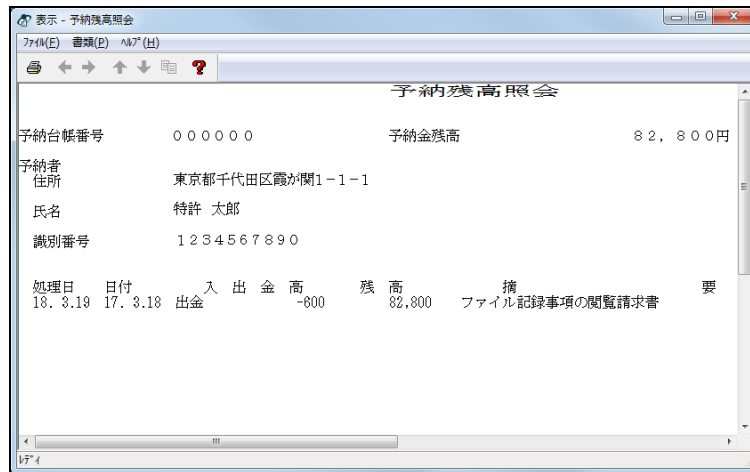 表示 - 予納残高照会
ﾌｧｲﾙ(F) 書類(P) ﾍﾙﾌﾟ(H)
予納残高照会
予納台帳番号 ００００００ 予納金残高 ８２，８００円
予納者
住所 東京都千代田区霞が関１－１－１
氏名 特許 太郎
識別番号 １２３４５６７８９０
処理日 日付 入 出 金 高 残 高 摘 要
18. 3.19 17. 3.18 出金 -600 82,800 ファイル記録事項の閲覧請求書
ﾚﾃﾞｨ